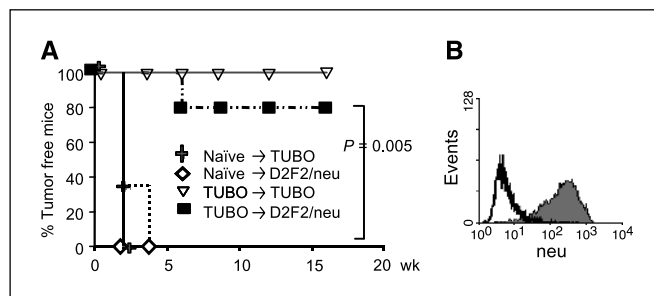 A
B
% Tumor free mice
100
80
60
40
20
0
0 5 10 15 20 wk
Naïve → TUBO
Naïve → D2F2/neu
TUBO → TUBO
TUBO → D2F2/neu
P = 0.005
Events
128
0
10⁰ 10¹ 10² 10³ 10⁴
neu